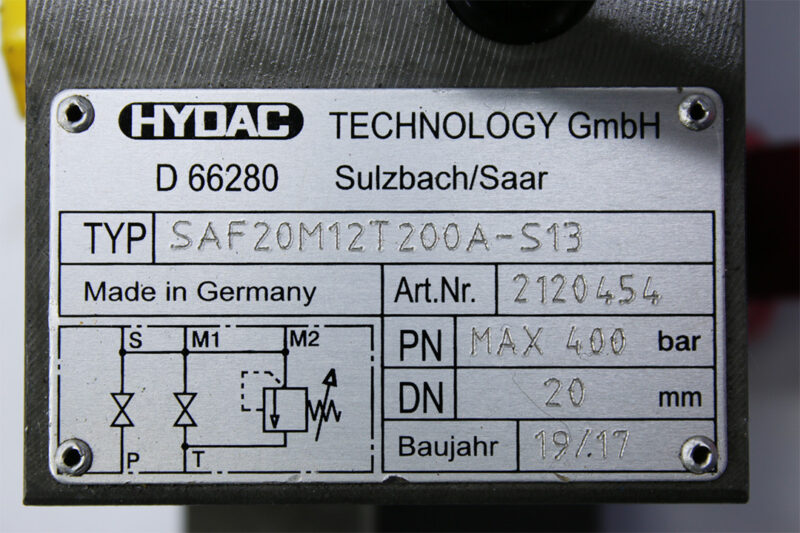 HYDAC TECHNOLOGY GmbH
D 66280 Sulzbach/Saar
TYP SAF20M12T200A-S13
Made in Germany Art.Nr. 2120454
S M1 M2
PN MAX 400 bar
DN 20 mm
P T
Baujahr 19/.17